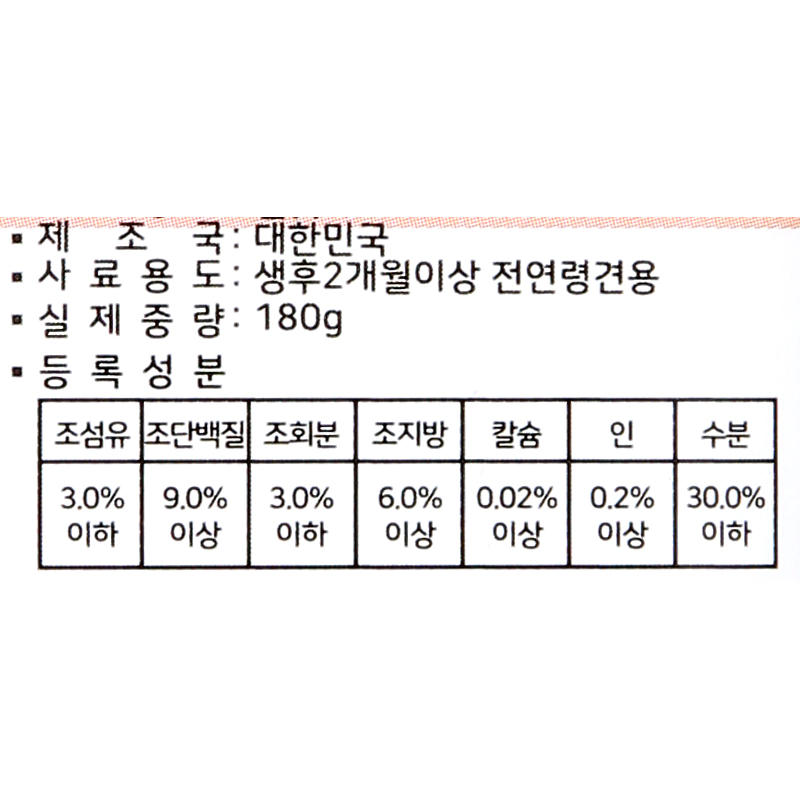 ▪ 제 조 국 : 대한민국
▪ 사 료 용 도 : 생후2개월이상 전연령견용
▪ 실 제 중 량 : 180g
▪ 등 록 성 분
조섬유 조단백질 조회분 조지방 칼슘 인 수분
3.0% 9.0% 3.0% 6.0% 0.02% 0.2% 30.0%
이하 이상 이하 이상 이상 이상 이하